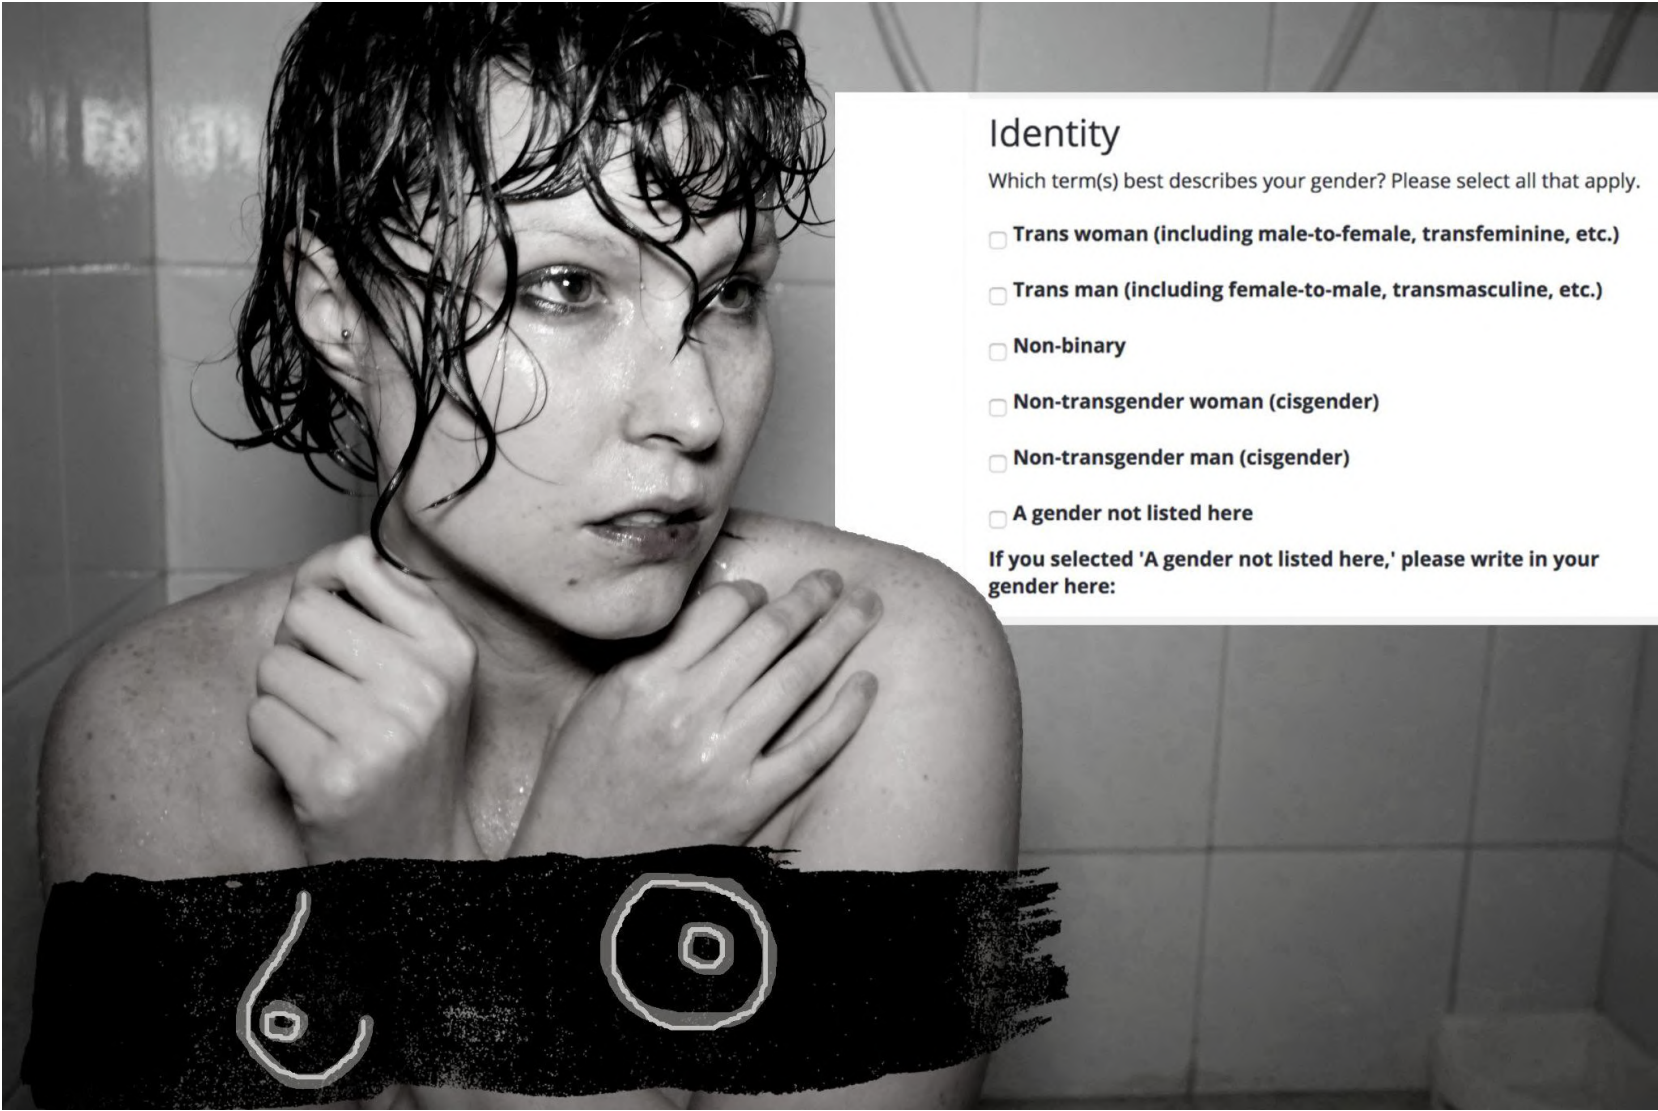 Identity
Which term(s) best describes your gender? Please select all that apply.
Trans woman (including male-to-female, transfeminine, etc.)
Trans man (including female-to-male, transmasculine, etc.)
Non-binary
Non-transgender woman (cisgender)
Non-transgender man (cisgender)
A gender not listed here
If you selected 'A gender not listed here,' please write in your
gender here: